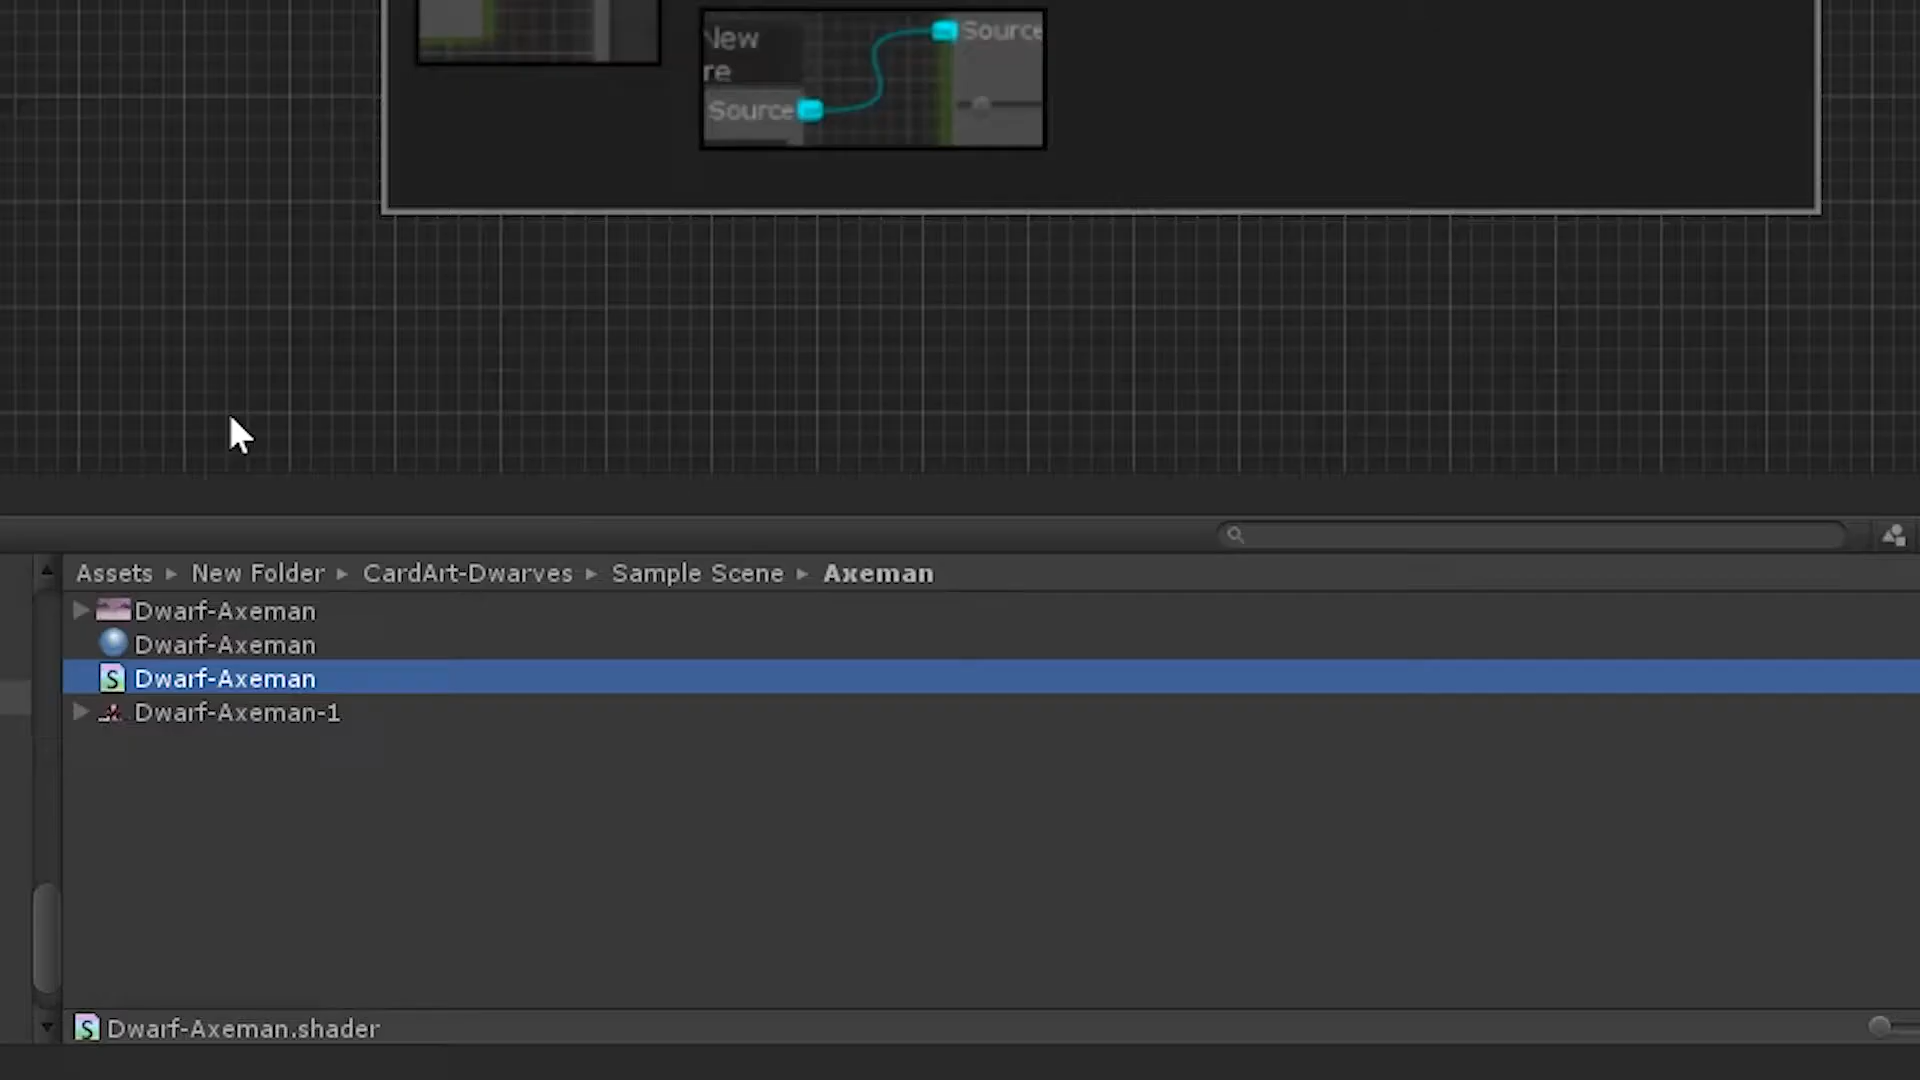 New
re
Source
Source
Assets ▸ New Folder ▸ CardArt-Dwarves ▸ Sample Scene ▸ Axeman
Dwarf-Axeman
Dwarf-Axeman
Dwarf-Axeman
Dwarf-Axeman-1
Dwarf-Axeman.shader